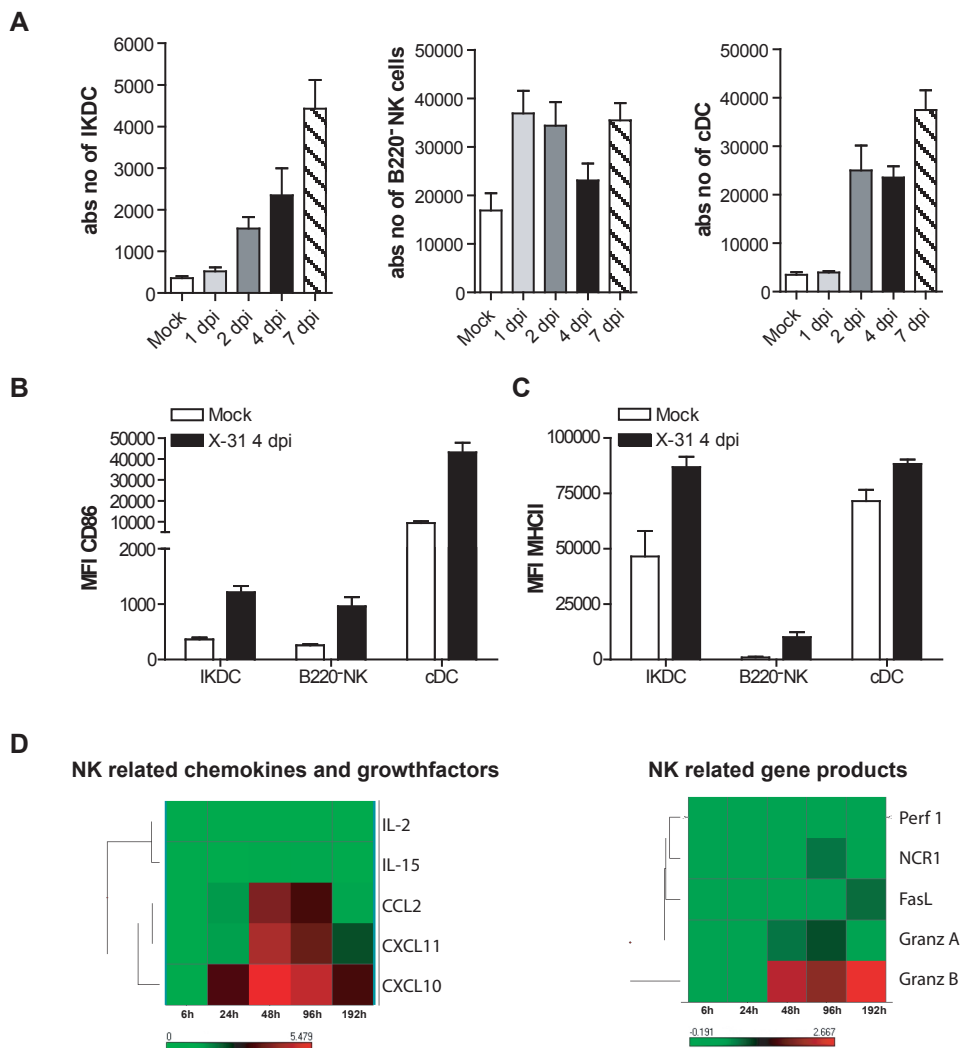 A
abs no of IKDC
6000
5000
4000
3000
2000
1000
0
Mock
1 dpi
2 dpi
4 dpi
7 dpi
abs no of B220⁻ NK cells
50000
40000
30000
20000
10000
0
Mock
1 dpi
2 dpi
4 dpi
7 dpi
abs no of cDC
50000
40000
30000
20000
10000
0
Mock
1 dpi
2 dpi
4 dpi
7 dpi
B
Mock
X-31 4 dpi
MFI CD86
50000
40000
30000
20000
10000
2000
1000
0
IKDC
B220⁻NK
cDC
C
Mock
X-31 4 dpi
MFI MHCII
100000
75000
50000
25000
0
IKDC
B220⁻NK
cDC
D
NK related chemokines and growthfactors
IL-2
IL-15
CCL2
CXCL11
CXCL10
6h 24h 48h 96h 192h
0 5.479
NK related gene products
Perf 1
NCR1
FasL
Granz A
Granz B
6h 24h 48h 96h 192h
-0.191 2.667